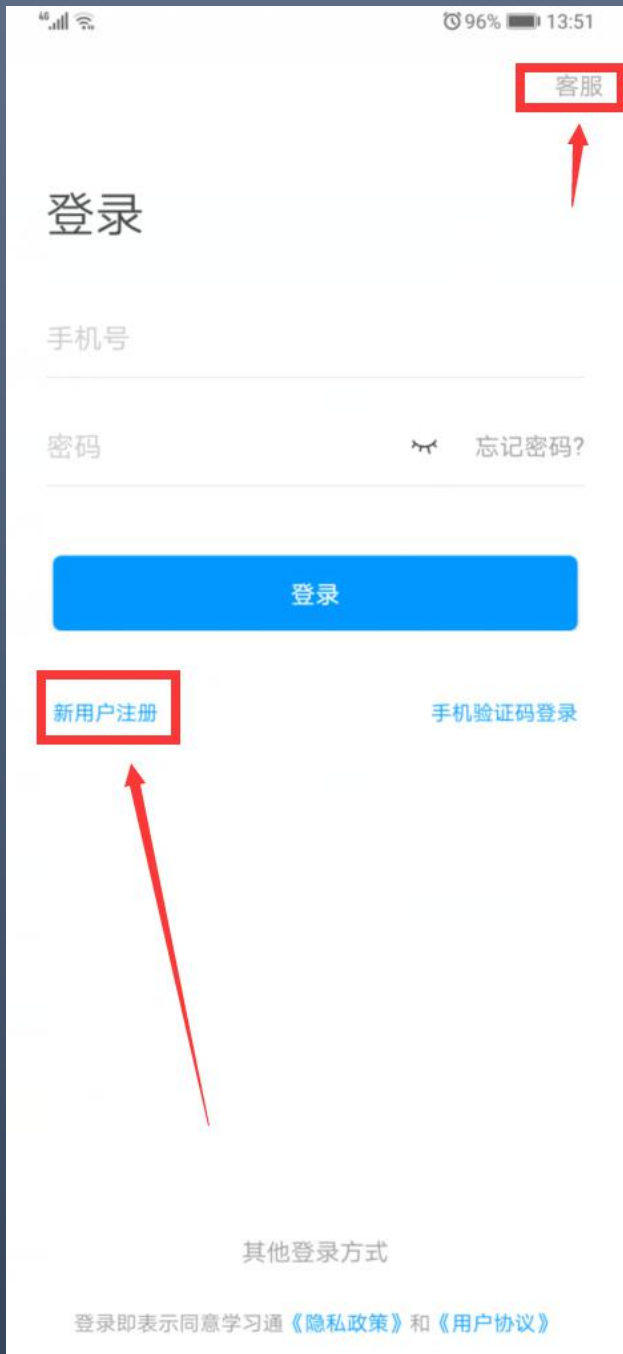 4G 96% 13:51
客服
登录
手机号
密码 忘记密码?
登录
新用户注册 手机验证码登录
其他登录方式
登录即表示同意学习通《隐私政策》和《用户协议》